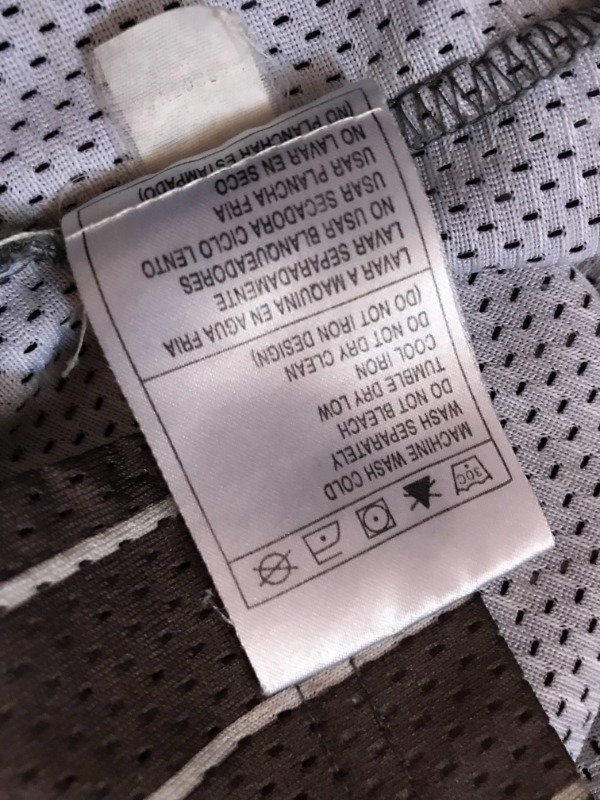 30C
MACHINE WASH COLD
WASH SEPARATELY
DO NOT BLEACH
TUMBLE DRY LOW
COOL IRON
DO NOT DRY CLEAN
(DO NOT IRON DESIGN)
LAVAR A MAQUINA EN AGUA FRIA
LAVAR SEPARADAMENTE
NO USAR BLANQUEADORES
USAR SECADORA CICLO LENTO
USAR PLANCHA FRIA
NO LAVAR EN SECO
(NO PLANCHAR ESTAMPADO)